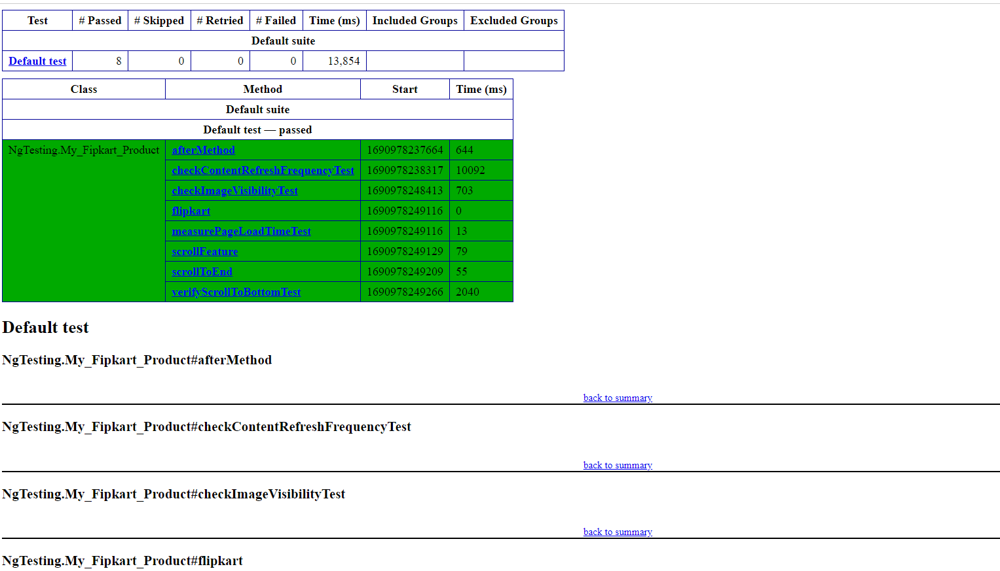 Test # Passed # Skipped # Retried # Failed Time (ms) Included Groups Excluded Groups
Default suite
Default test 8 0 0 0 13,854
Class Method Start Time (ms)
Default suite
Default test — passed
NgTesting.My_Fipkart_Product afterMethod 1690978237664 644
checkContentRefreshFrequencyTest 1690978238317 10092
checkImageVisibilityTest 1690978248413 703
flipkart 1690978249116 0
measurePageLoadTimeTest 1690978249116 13
scrollFeature 1690978249129 79
scrollToEnd 1690978249209 55
verifyScrollToBottomTest 1690978249266 2040
Default test
NgTesting.My_Fipkart_Product#afterMethod
back to summary
NgTesting.My_Fipkart_Product#checkContentRefreshFrequencyTest
back to summary
NgTesting.My_Fipkart_Product#checkImageVisibilityTest
back to summary
NgTesting.My_Fipkart_Product#flipkart